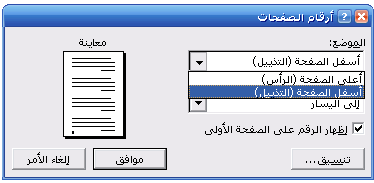 أرقام الصفحات
الموضع:
معاينة
أسفل الصفحة (التذييل)
أعلى الصفحة (الرأس)
أسفل الصفحة (التذييل)
إلى اليسار
إظهار الرقم على الصفحة الأولى
تنسيق...
موافق
إلغاء الأمر